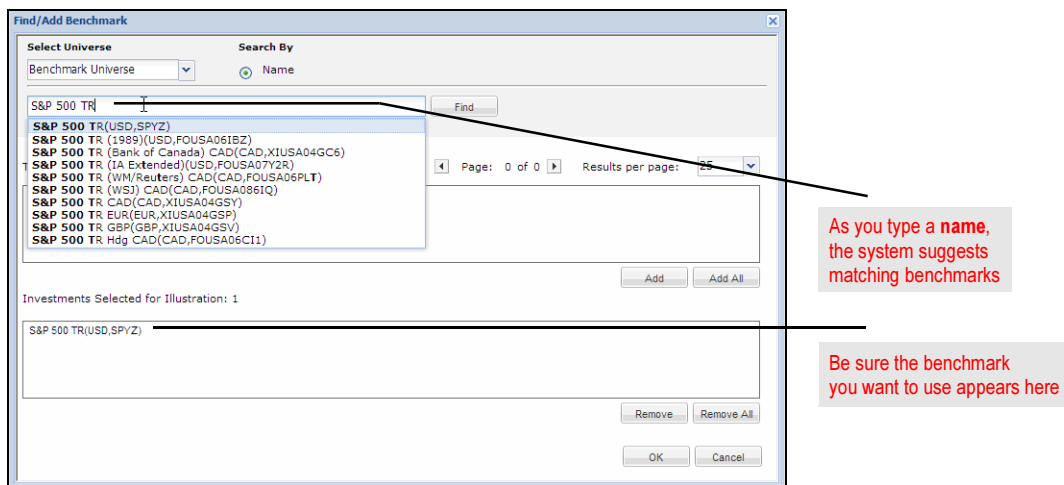 Find/Add Benchmark
Select Universe
Search By
Benchmark Universe
Name
S&P 500 TR
Find
S&P 500 TR(USD,SPYZ)
S&P 500 TR (1989)(USD,FOUSA06IBZ)
S&P 500 TR (Bank of Canada) CAD(CAD,XIUSA04GC6)
S&P 500 TR (IA Extended)(USD,FOUSA07Y2R)
S&P 500 TR (WM/Reuters) CAD(CAD,FOUSA06PLT)
S&P 500 TR (WSJ) CAD(CAD,FOUSA086IQ)
S&P 500 TR CAD(CAD,XIUSA04GSY)
S&P 500 TR EUR(EUR,XIUSA04GSP)
S&P 500 TR GBP(GBP,XIUSA04GSV)
S&P 500 TR Hdg CAD(CAD,FOUSA06CI1)
Page: 0 of 0
Results per page:
25
As you type a name,
the system suggests
matching benchmarks
Add
Add All
Investments Selected for Illustration: 1
S&P 500 TR(USD,SPYZ)
Be sure the benchmark
you want to use appears here
Remove
Remove All
OK
Cancel